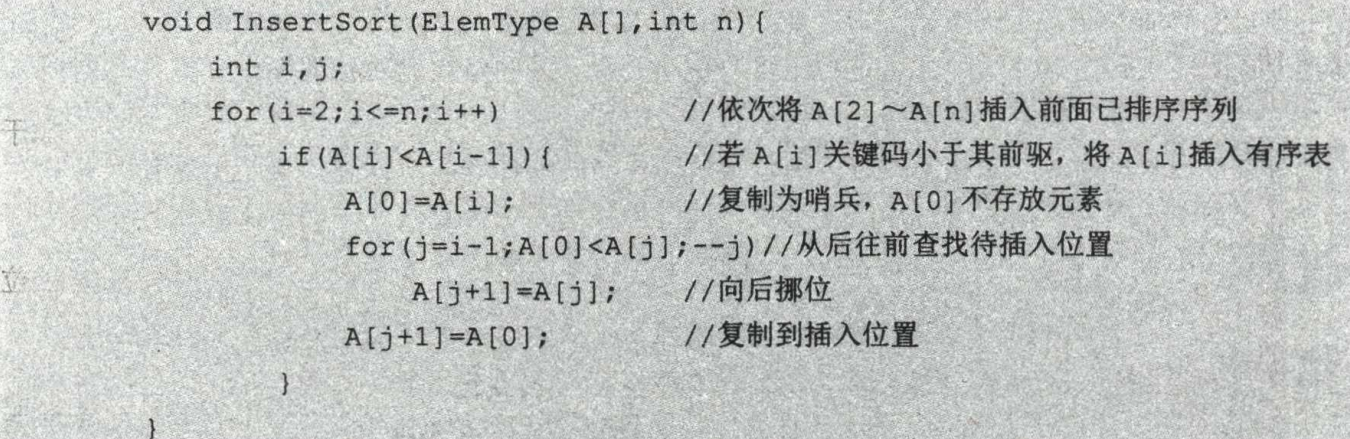 void InsertSort(ElemType A[],int n){
int i,j;
for(i=2;i<=n;i++) //依次将 A[2]～A[n]插入前面已排序序列
if(A[i]<A[i-1]){ //若 A[i]关键码小于其前驱，将 A[i]插入有序表
A[0]=A[i]; //复制为哨兵，A[0]不存放元素
for(j=i-1;A[0]<A[j];--j)//从后往前查找待插入位置
A[j+1]=A[j]; //向后挪位
A[j+1]=A[0]; //复制到插入位置
}
}